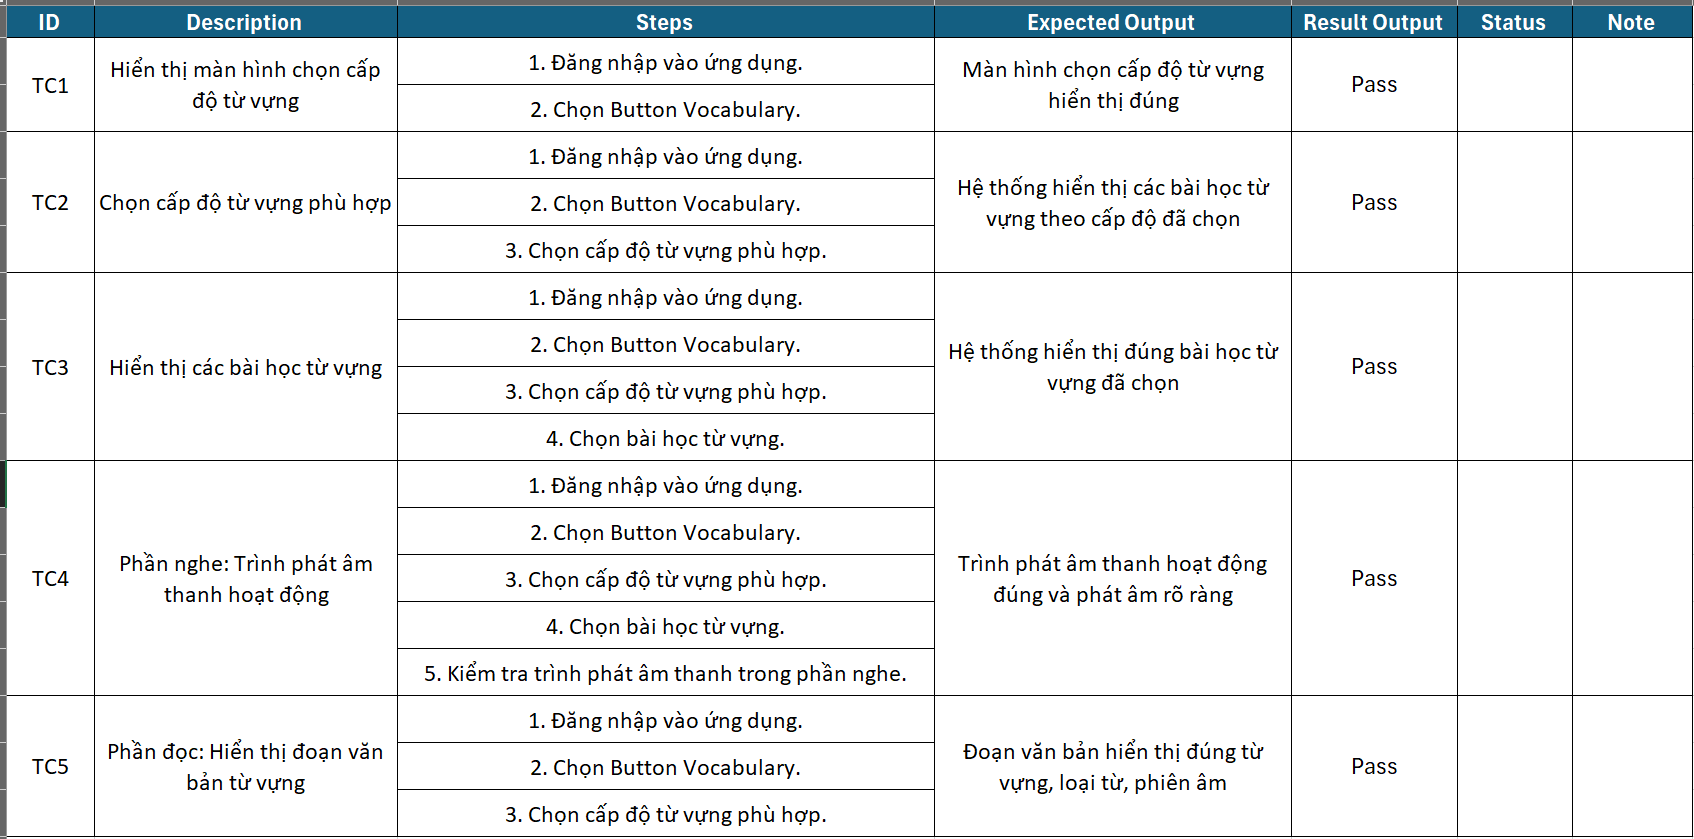 ID Description Steps Expected Output Result Output Status Note
TC1
Hiển thị màn hình chọn cấp
độ từ vựng
1. Đăng nhập vào ứng dụng.
2. Chọn Button Vocabulary.
Màn hình chọn cấp độ từ vựng
hiển thị đúng
Pass
TC2
Chọn cấp độ từ vựng phù hợp
1. Đăng nhập vào ứng dụng.
2. Chọn Button Vocabulary.
3. Chọn cấp độ từ vựng phù hợp.
Hệ thống hiển thị các bài học từ
vựng theo cấp độ đã chọn
Pass
TC3
Hiển thị các bài học từ vựng
1. Đăng nhập vào ứng dụng.
2. Chọn Button Vocabulary.
3. Chọn cấp độ từ vựng phù hợp.
4. Chọn bài học từ vựng.
Hệ thống hiển thị đúng bài học từ
vựng đã chọn
Pass
TC4
Phần nghe: Trình phát âm
thanh hoạt động
1. Đăng nhập vào ứng dụng.
2. Chọn Button Vocabulary.
3. Chọn cấp độ từ vựng phù hợp.
4. Chọn bài học từ vựng.
5. Kiểm tra trình phát âm thanh trong phần nghe.
Trình phát âm thanh hoạt động
đúng và phát âm rõ ràng
Pass
TC5
Phần đọc: Hiển thị đoạn văn
bản từ vựng
1. Đăng nhập vào ứng dụng.
2. Chọn Button Vocabulary.
3. Chọn cấp độ từ vựng phù hợp.
Đoạn văn bản hiển thị đúng từ
vựng, loại từ, phiên âm
Pass